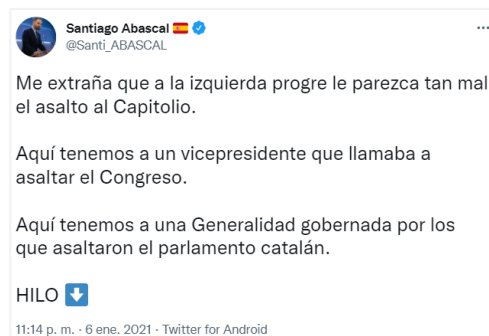 Santiago Abascal 🇪🇸
@Santi_ABASCAL
Me extraña que a la izquierda progre le parezca tan mal
el asalto al Capitolio.
Aquí tenemos a un vicepresidente que llamaba a
asaltar el Congreso.
Aquí tenemos a una Generalidad gobernada por los
que asaltaron el parlamento catalán.
HILO ⬇️
11:14 p. m. · 6 ene. 2021 · Twitter for Android